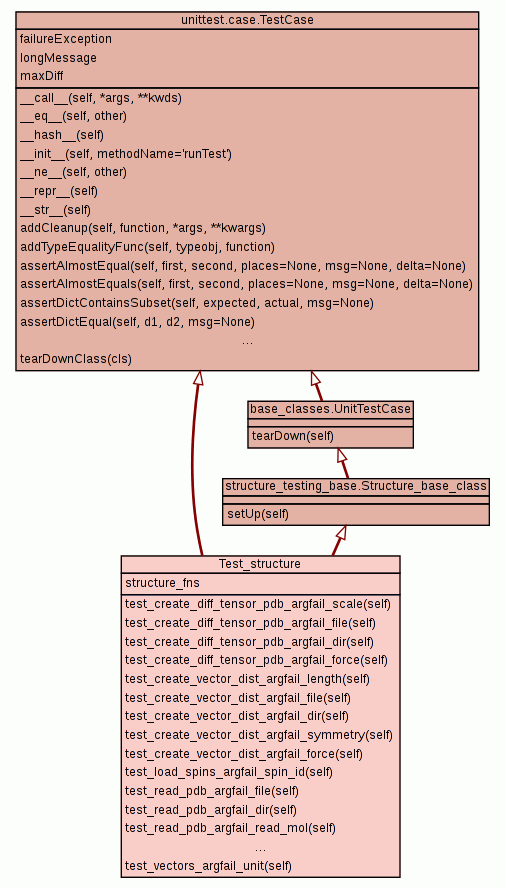 unittest.case.TestCase
failureException
longMessage
maxDiff
__call__(self, *args, **kwds)
__eq__(self, other)
__hash__(self)
__init__(self, methodName='runTest')
__ne__(self, other)
__repr__(self)
__str__(self)
addCleanup(self, function, *args, **kwargs)
addTypeEqualityFunc(self, typeobj, function)
assertAlmostEqual(self, first, second, places=None, msg=None, delta=None)
assertAlmostEquals(self, first, second, places=None, msg=None, delta=None)
assertDictContainsSubset(self, expected, actual, msg=None)
assertDictEqual(self, d1, d2, msg=None)
...
tearDownClass(cls)
base_classes.UnitTestCase
tearDown(self)
structure_testing_base.Structure_base_class
setUp(self)
Test_structure
structure_fns
test_create_diff_tensor_pdb_argfail_scale(self)
test_create_diff_tensor_pdb_argfail_file(self)
test_create_diff_tensor_pdb_argfail_dir(self)
test_create_diff_tensor_pdb_argfail_force(self)
test_create_vector_dist_argfail_length(self)
test_create_vector_dist_argfail_file(self)
test_create_vector_dist_argfail_dir(self)
test_create_vector_dist_argfail_symmetry(self)
test_create_vector_dist_argfail_force(self)
test_load_spins_argfail_spin_id(self)
test_read_pdb_argfail_file(self)
test_read_pdb_argfail_dir(self)
test_read_pdb_argfail_read_mol(self)
...
test_vectors_argfail_unit(self)